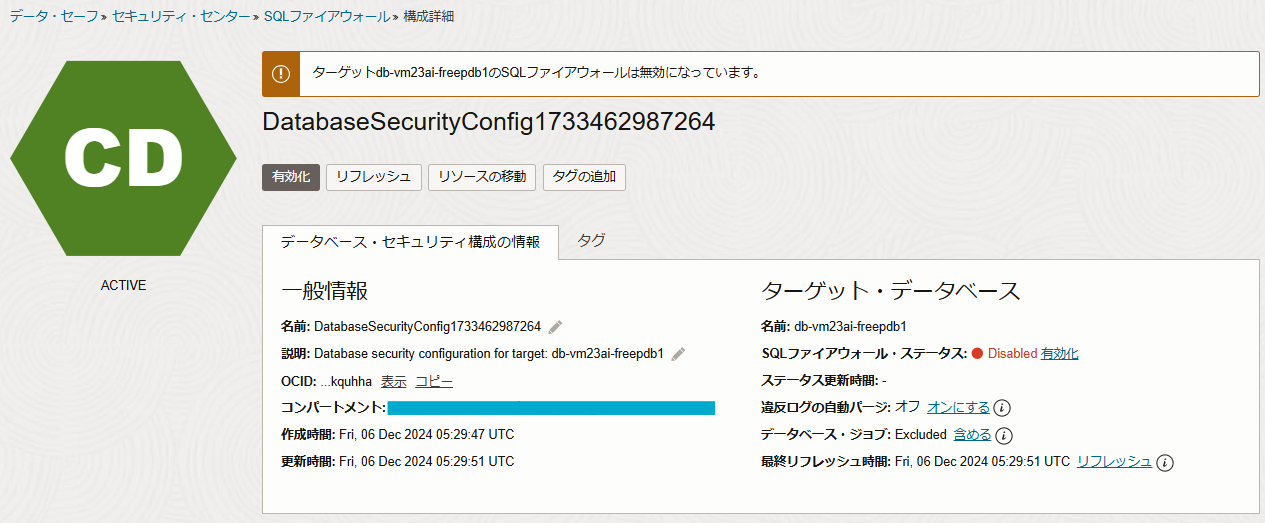 データ・セーフ » セキュリティ・センター » SQLファイアウォール » 構成詳細
ターゲットdb-vm23ai-freepdb1のSQLファイアウォールは無効になっています。
CD
ACTIVE
DatabaseSecurityConfig1733462987264
有効化 リフレッシュ リソースの移動 タグの追加
データベース・セキュリティ構成の情報 タグ
一般情報
名前: DatabaseSecurityConfig1733462987264
説明: Database security configuration for target: db-vm23ai-freepdb1
OCID: ...kquhha 表示 コピー
コンパートメント:
作成時間: Fri, 06 Dec 2024 05:29:47 UTC
更新時間: Fri, 06 Dec 2024 05:29:51 UTC
ターゲット・データベース
名前: db-vm23ai-freepdb1
SQLファイアウォール・ステータス: Disabled 有効化
ステータス更新時間: -
違反ログの自動パージ: オフ オンにする
データベース・ジョブ: Excluded 含める
最終リフレッシュ時間: Fri, 06 Dec 2024 05:29:51 UTC リフレッシュ